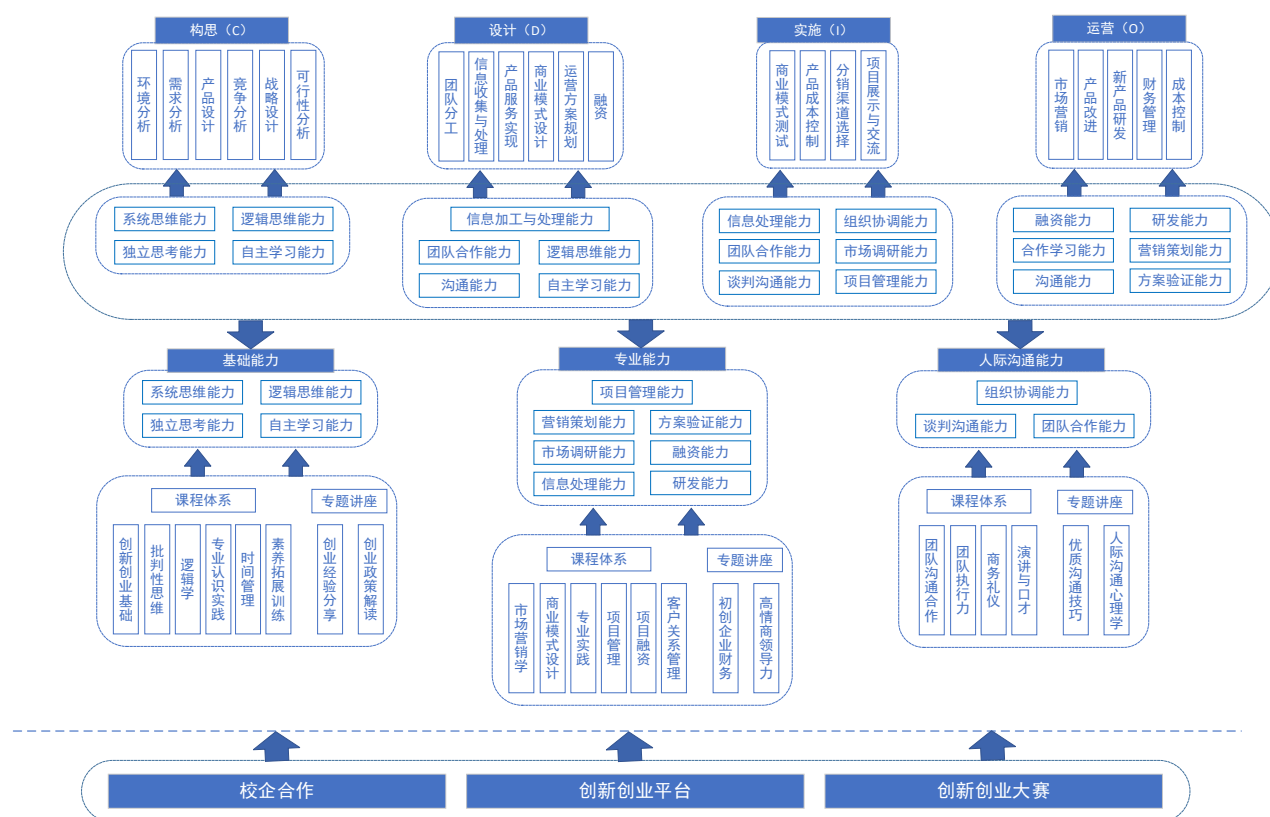 构思（C）
环境分析
需求分析
产品设计
竞争分析
战略设计
可行性分析
设计（D）
团队分工
信息收集与处理
产品服务实现
商业模式设计
运营方案规划
融资
实施（I）
商业模式测试
产品成本控制
分销渠道选择
项目展示与交流
运营（O）
市场营销
产品改进
新产品研发
财务管理
成本控制
系统思维能力
逻辑思维能力
独立思考能力
自主学习能力
信息加工与处理能力
团队合作能力
逻辑思维能力
沟通能力
自主学习能力
信息处理能力
组织协调能力
团队合作能力
市场调研能力
谈判沟通能力
项目管理能力
融资能力
研发能力
合作学习能力
营销策划能力
沟通能力
方案验证能力
基础能力
系统思维能力
逻辑思维能力
独立思考能力
自主学习能力
课程体系
专题讲座
创新创业基础
批判性思维
逻辑学
专业认识实践
时间管理
素养拓展训练
创业经验分享
创业政策解读
专业能力
项目管理能力
营销策划能力
方案验证能力
市场调研能力
融资能力
信息处理能力
研发能力
课程体系
专题讲座
市场营销学
商业模式设计
专业实践
项目管理
项目融资
客户关系管理
初创企业财务
高情商领导力
人际沟通能力
组织协调能力
谈判沟通能力
团队合作能力
课程体系
专题讲座
团队沟通合作
团队执行力
商务礼仪
演讲与口才
优质沟通技巧
人际沟通心理学
校企合作
创新创业平台
创新创业大赛